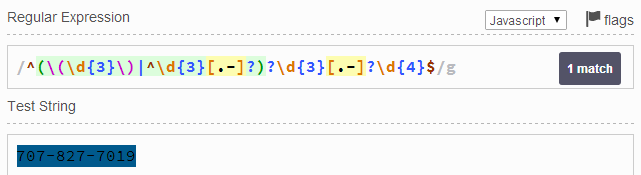 Regular Expression
Javascript ▼ flags
/^(\(\d{3}\)|^\d{3}[.-]?)?\d{3}[.-]?\d{4}$/g
1 match
Test String
707-827-7019